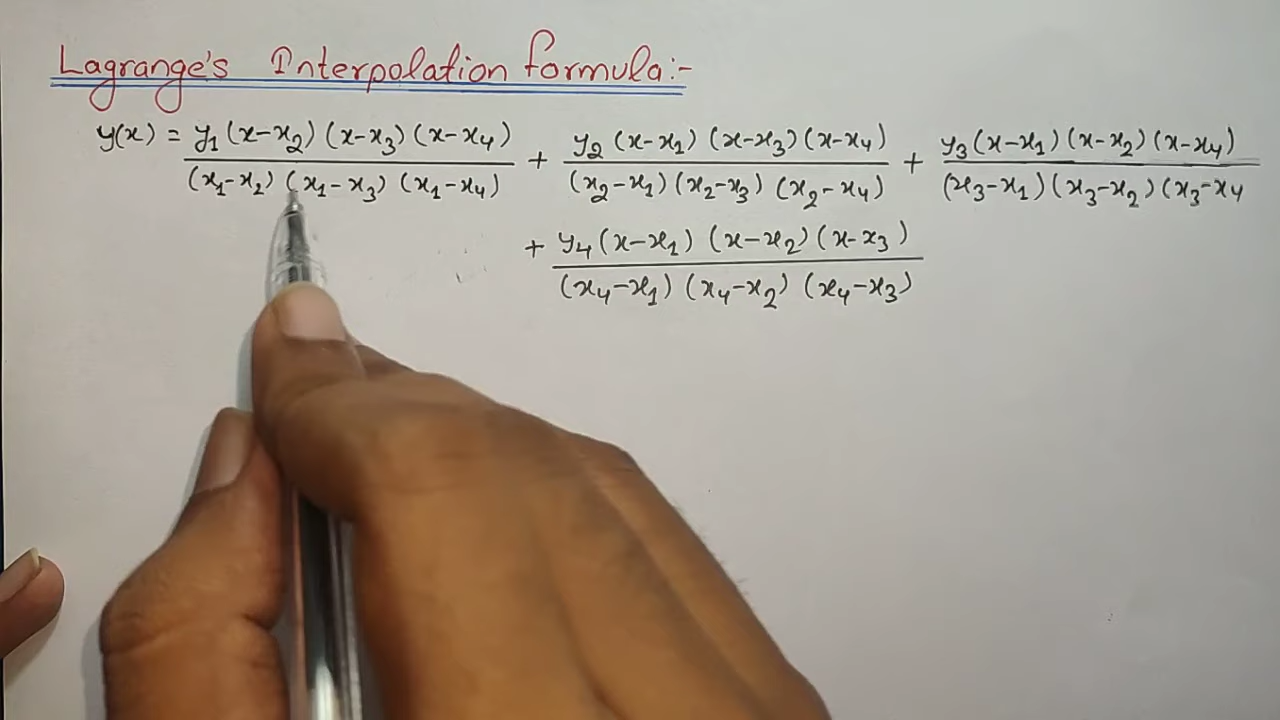 Lagrange's Interpolation formula:-
y(x) = y₁(x-x₂)(x-x₃)(x-x₄) + y₂(x-x₁)(x-x₃)(x-x₄) + y₃(x-x₁)(x-x₂)(x-x₄)
(x₁-x₂)(x₁-x₃)(x₁-x₄) (x₂-x₁)(x₂-x₃)(x₂-x₄) (x₃-x₁)(x₃-x₂)(x₃-x₄
+ y₄(x-x₁)(x-x₂)(x-x₃)
(x₄-x₁)(x₄-x₂)(x₄-x₃)